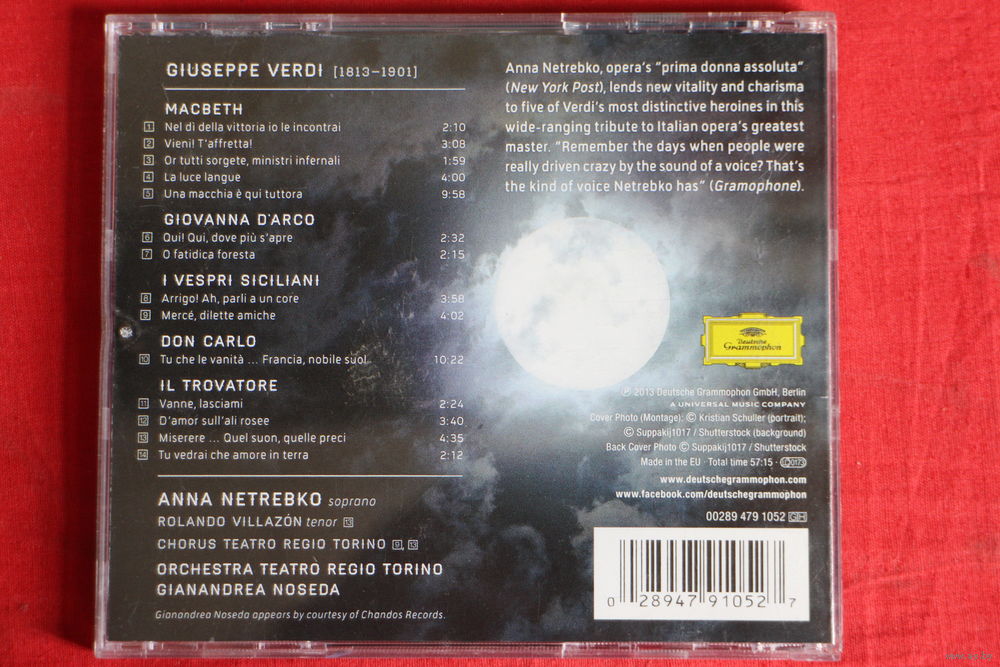 GIUSEPPE VERDI [1813–1901]
MACBETH
1 Nel dì della vittoria io le incontrai 2:10
2 Vieni! T'affretta! 3:08
3 Or tutti sorgete, ministri infernali 1:59
4 La luce langue 4:00
5 Una macchia è qui tuttora 9:58
GIOVANNA D'ARCO
6 Qui! Qui, dove più s'apre 2:32
7 O fatidica foresta 2:15
I VESPRI SICILIANI
8 Arrigo! Ah, parli a un core 3:58
9 Mercé, dilette amiche 4:02
DON CARLO
10 Tu che le vanità ... Francia, nobile suol 10:22
IL TROVATORE
11 Vanne, lasciami 2:24
12 D'amor sull'ali rosee 3:40
13 Miserere ... Quel suon, quelle preci 4:35
14 Tu vedrai che amore in terra 2:12
ANNA NETREBKO soprano
ROLANDO VILLAZÓN tenor 13
CHORUS TEATRO REGIO TORINO
ORCHESTRA TEATRO REGIO TORINO
GIANANDREA NOSEDA
Gianandrea Noseda appears by courtesy of Chandos Records.
Anna Netrebko, opera's "prima donna assoluta"
(New York Post), lends new vitality and charisma
to five of Verdi's most distinctive heroines in this
wide-ranging tribute to Italian opera's greatest
master. "Remember the days when people were
really driven crazy by the sound of a voice? That's
the kind of voice Netrebko has" (Gramophone).
Deutsche
Grammophon
℗ 2013 Deutsche Grammophon GmbH, Berlin
A UNIVERSAL MUSIC COMPANY
Cover Photo (Montage): © Kristian Schuller (portrait);
© Suppakij1017 / Shutterstock (background)
Back Cover Photo © Suppakij1017 / Shutterstock
Made in the EU · Total time 57:15 ·
www.deutschegrammophon.com
www.facebook.com/deutschegrammophon
00289 479 1052 GH
0 28947 91052 7